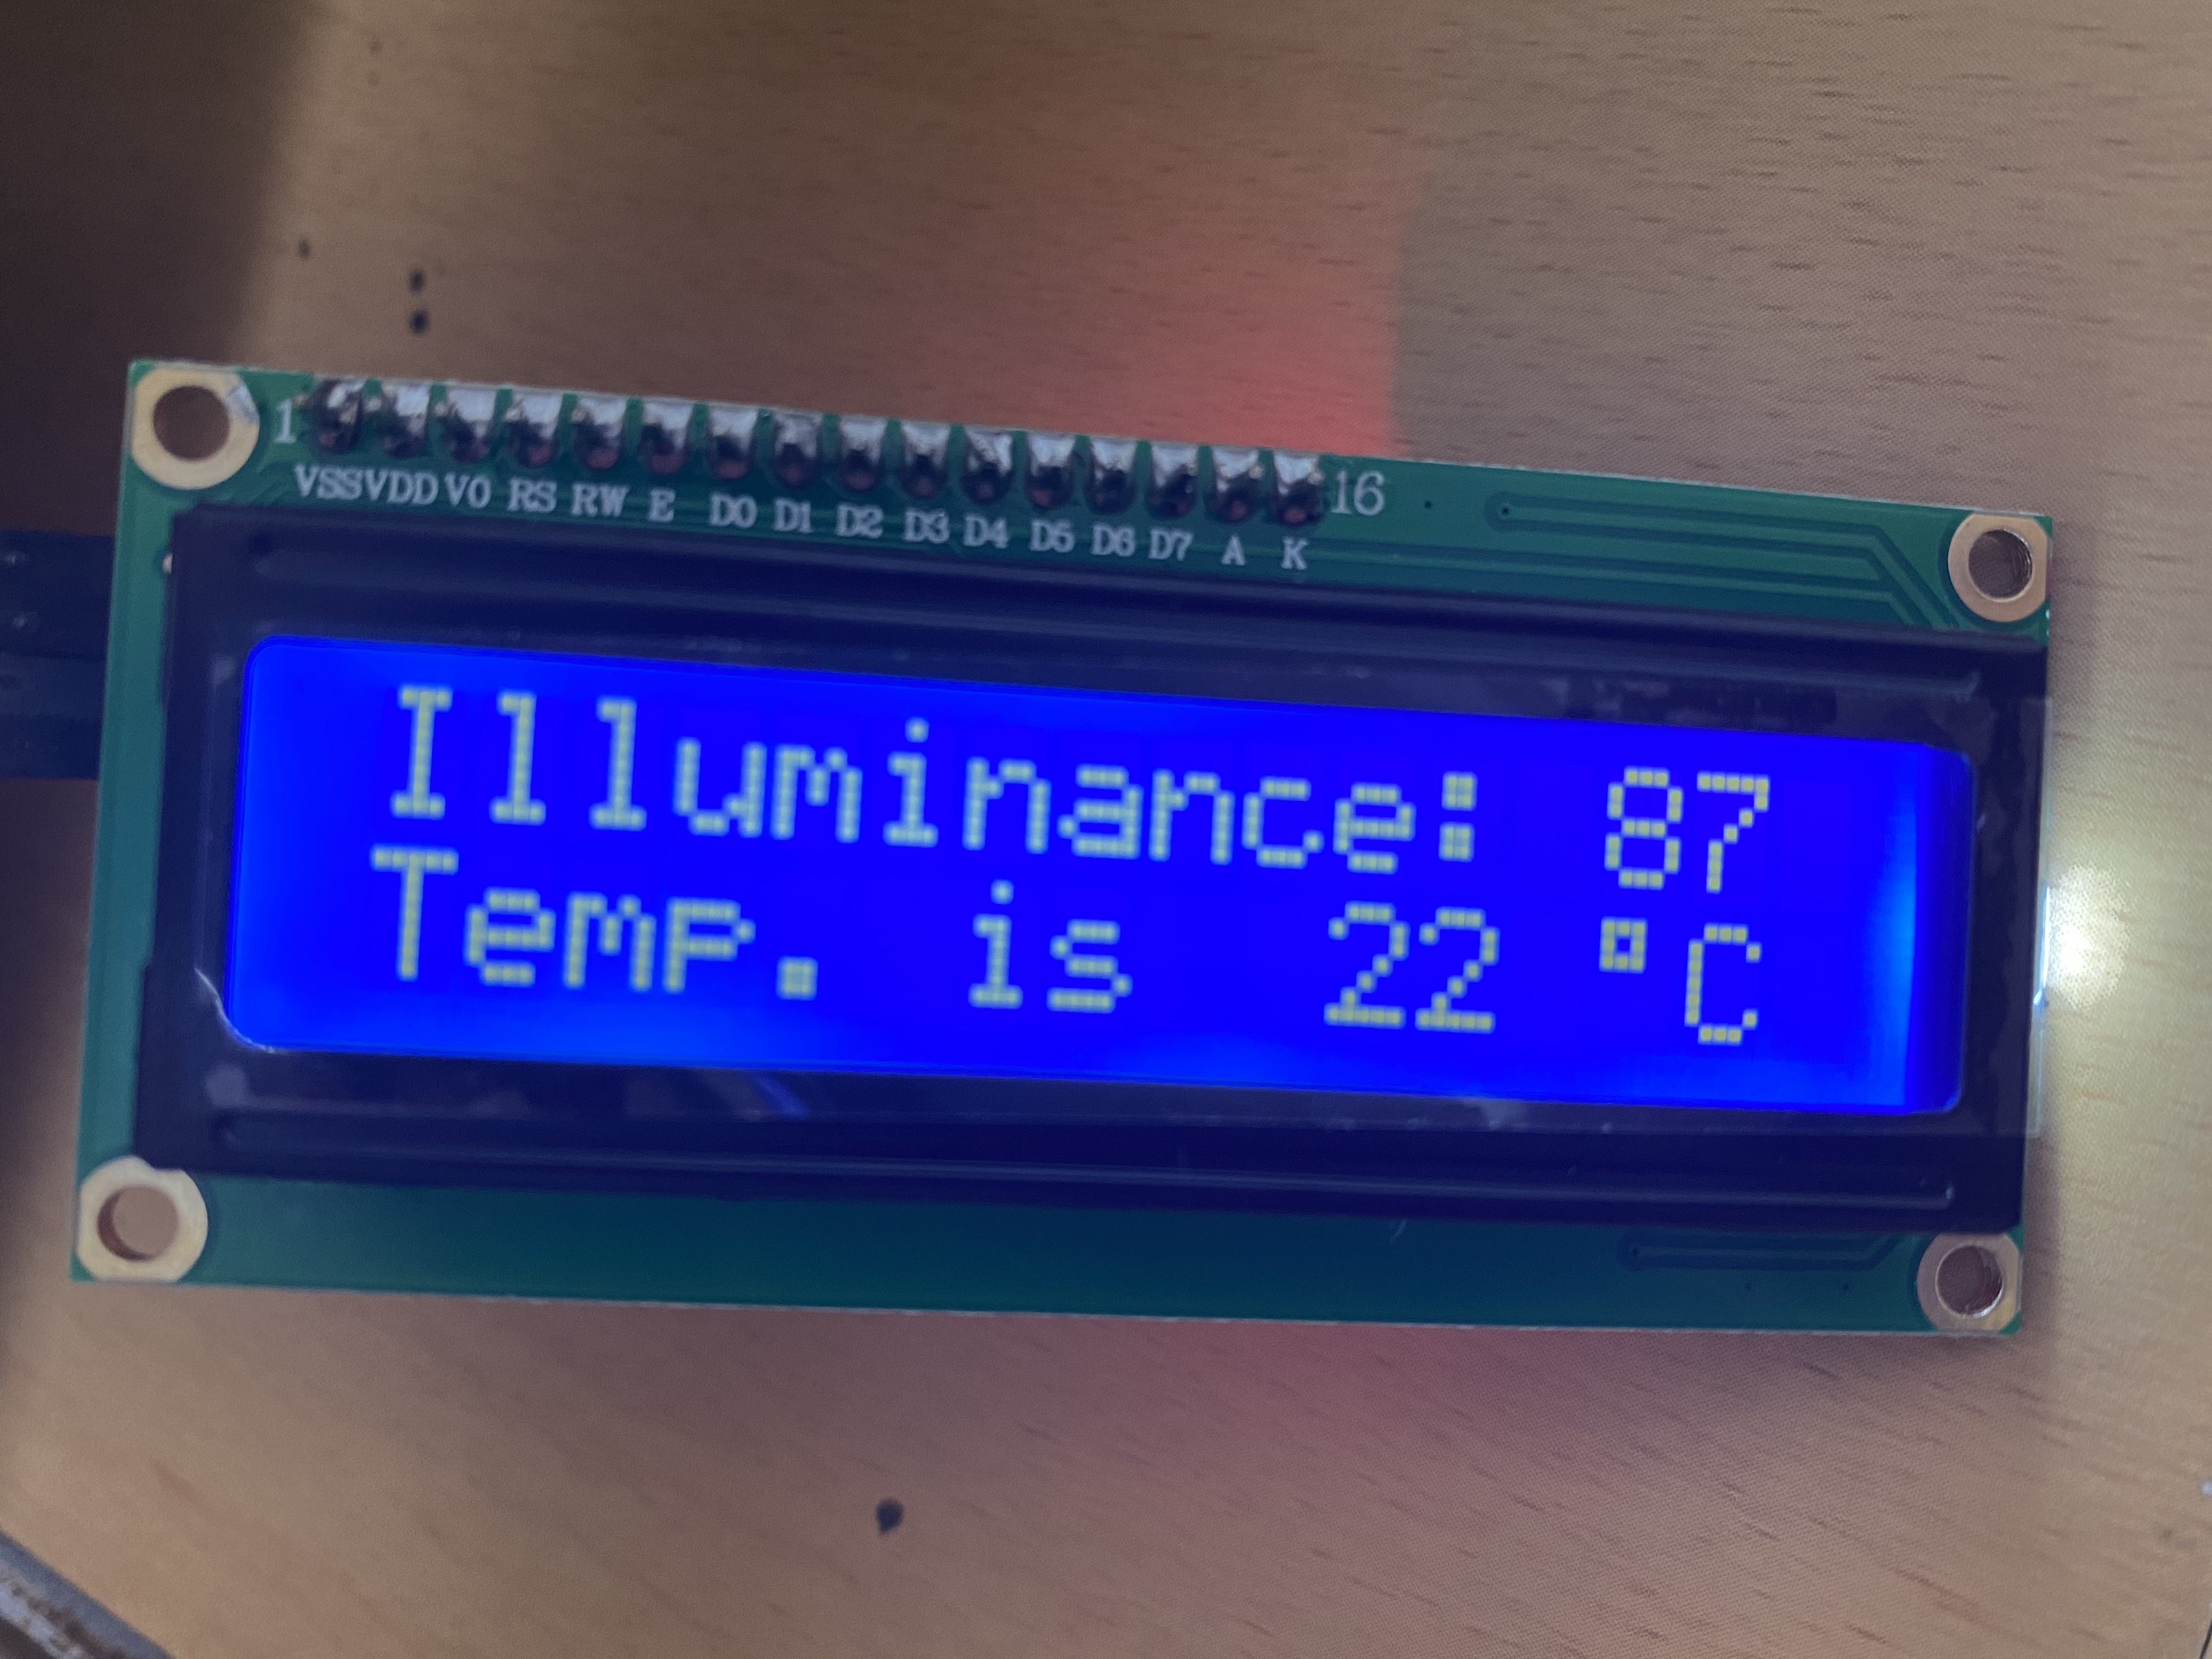 1 16
VSS VDD V0 RS RW E D0 D1 D2 D3 D4 D5 D6 D7 A K
Illuminance: 87
Temp. is 22 °C